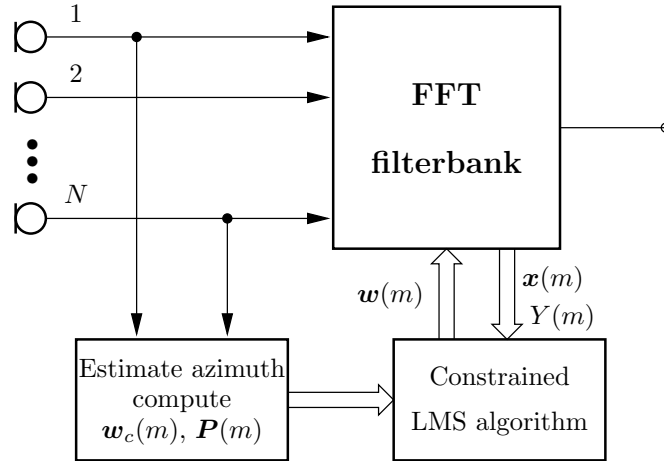 1
2
N
FFT
filterbank
w(m)
x(m)
Y(m)
Estimate azimuth
compute
w_c(m), P(m)
Constrained
LMS algorithm